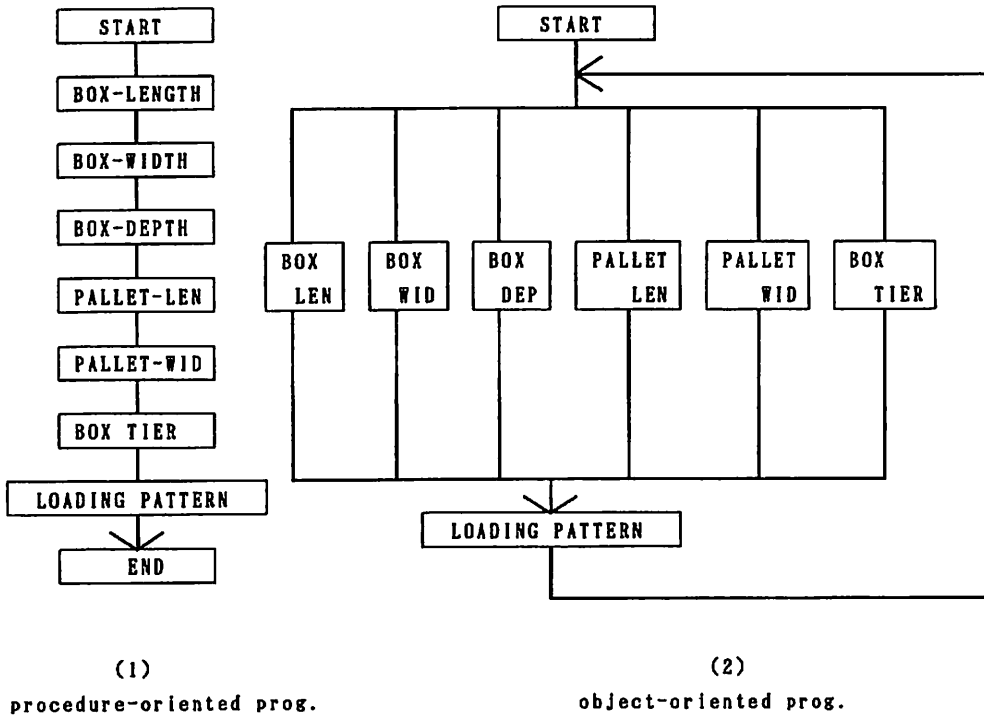 START
BOX-LENGTH
BOX-WIDTH
BOX-DEPTH
PALLET-LEN
PALLET-WID
BOX TIER
LOADING PATTERN
END
(1)
procedure-oriented prog.
START
BOX
LEN
BOX
WID
BOX
DEP
PALLET
LEN
PALLET
WID
BOX
TIER
LOADING PATTERN
(2)
object-oriented prog.